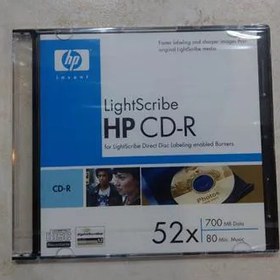 Faster labeling and sharper images than
original LightScribe media.
hp
invent
LightScribe
HP CD-R
for LightScribe Direct Disc Labeling enabled Burners
CD-R
Photos
52x
700 MB Data
80 Min. Music